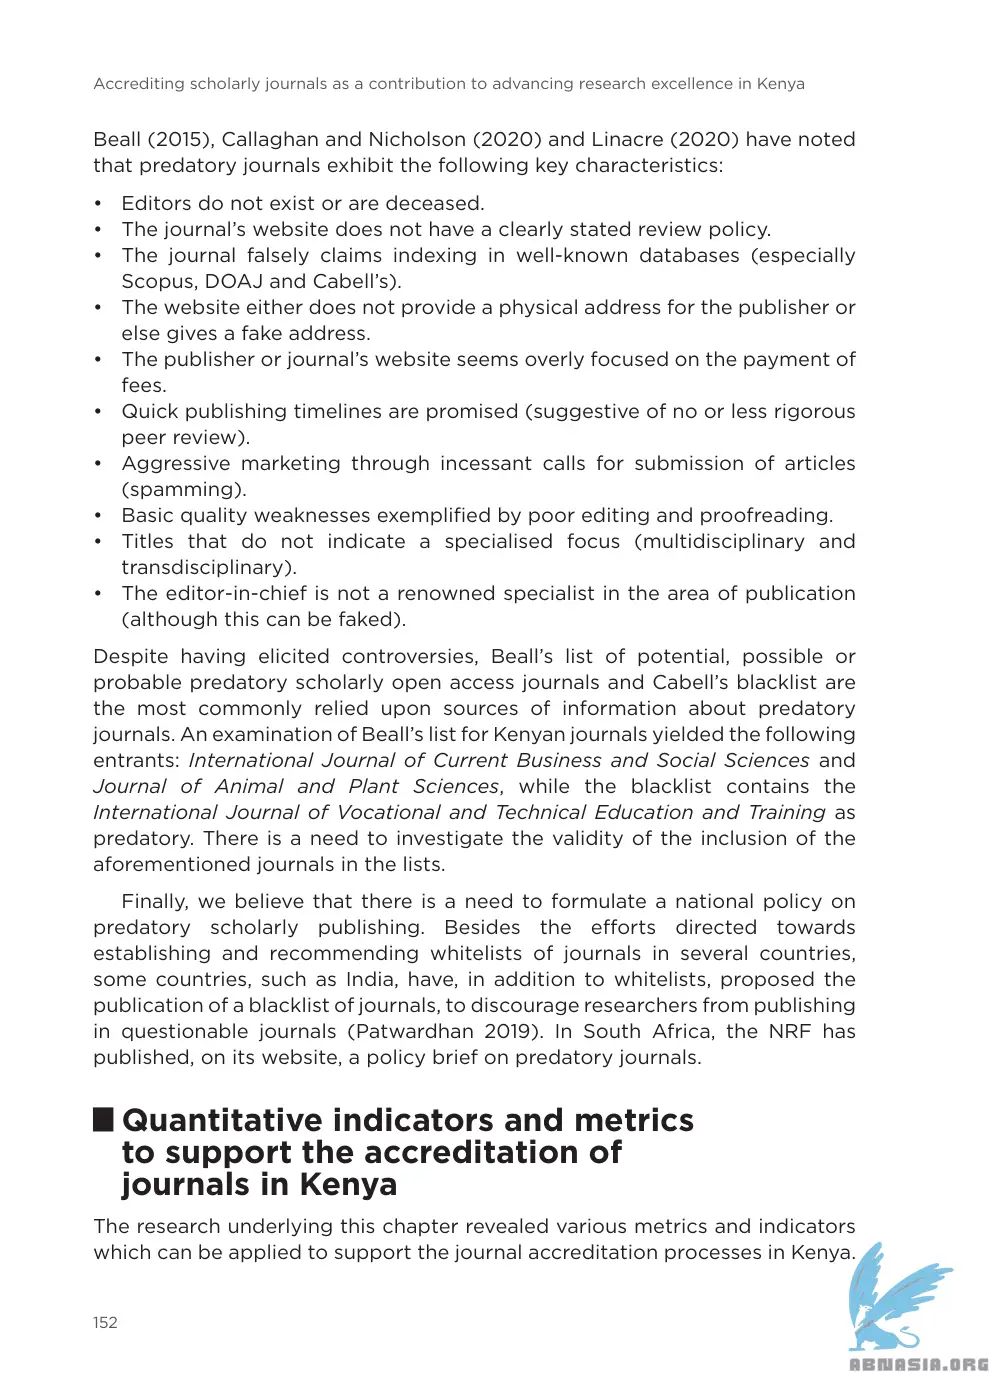 Accrediting scholarly journals as a contribution to advancing research excellence in Kenya
Beall (2015), Callaghan and Nicholson (2020) and Linacre (2020) have noted
that predatory journals exhibit the following key characteristics:
• Editors do not exist or are deceased.
• The journal’s website does not have a clearly stated review policy.
• The journal falsely claims indexing in well-known databases (especially
Scopus, DOAJ and Cabell’s).
• The website either does not provide a physical address for the publisher or
else gives a fake address.
• The publisher or journal’s website seems overly focused on the payment of
fees.
• Quick publishing timelines are promised (suggestive of no or less rigorous
peer review).
• Aggressive marketing through incessant calls for submission of articles
(spamming).
• Basic quality weaknesses exemplified by poor editing and proofreading.
• Titles that do not indicate a specialised focus (multidisciplinary and
transdisciplinary).
• The editor-in-chief is not a renowned specialist in the area of publication
(although this can be faked).
Despite having elicited controversies, Beall’s list of potential, possible or
probable predatory scholarly open access journals and Cabell’s blacklist are
the most commonly relied upon sources of information about predatory
journals. An examination of Beall’s list for Kenyan journals yielded the following
entrants: International Journal of Current Business and Social Sciences and
Journal of Animal and Plant Sciences, while the blacklist contains the
International Journal of Vocational and Technical Education and Training as
predatory. There is a need to investigate the validity of the inclusion of the
aforementioned journals in the lists.
Finally, we believe that there is a need to formulate a national policy on
predatory scholarly publishing. Besides the efforts directed towards
establishing and recommending whitelists of journals in several countries,
some countries, such as India, have, in addition to whitelists, proposed the
publication of a blacklist of journals, to discourage researchers from publishing
in questionable journals (Patwardhan 2019). In South Africa, the NRF has
published, on its website, a policy brief on predatory journals.
Quantitative indicators and metrics
to support the accreditation of
journals in Kenya
The research underlying this chapter revealed various metrics and indicators
which can be applied to support the journal accreditation processes in Kenya.
152
ABNASIA.ORG